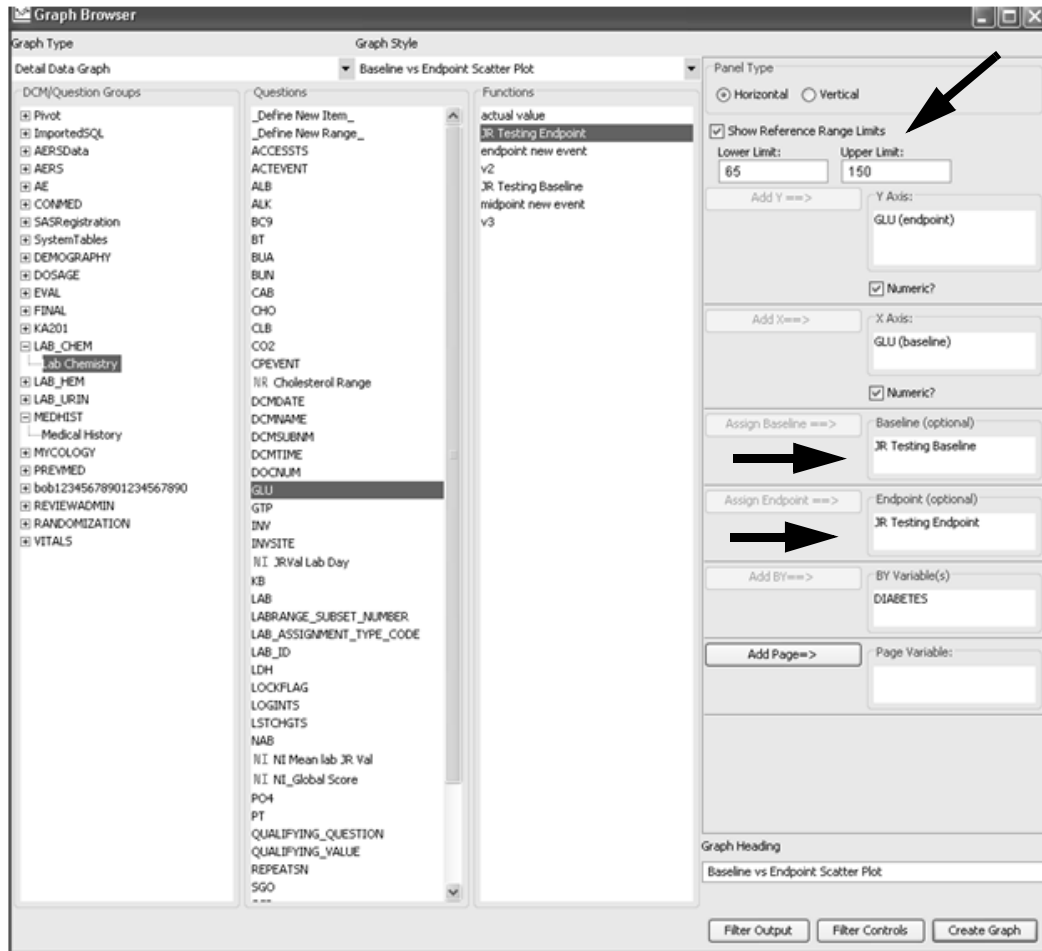 Graph Browser
Graph Type
Graph Style
Detail Data Graph
Baseline vs Endpoint Scatter Plot
DCM/Question Groups
Pivot
ImportedSQL
AERSData
AERS
AE
CONMED
SASRegistration
SystemTables
DEMOGRAPHY
DOSAGE
EVAL
FINAL
KA201
LAB_CHEM
Lab Chemistry
LAB_HEM
LAB_URIN
MEDHIST
Medical History
MYCOLOGY
PREVMED
bob12345678901234567890
REVIEWADMIN
RANDOMIZATION
VITALS
Questions
_Define New Item_
_Define New Range_
ACCESSTS
ACTEVENT
ALB
ALK
BC9
BT
BUA
BUN
CAB
CHO
CLB
CO2
CPEVENT
NR Cholesterol Range
DCMDATE
DCMNAME
DCMSUBNM
DCMTIME
DOCNUM
GLU
GTP
INV
INVSITE
NI JRVal Lab Day
KB
LAB
LABRANGE_SUBSET_NUMBER
LAB_ASSIGNMENT_TYPE_CODE
LAB_ID
LDH
LOCKFLAG
LOGINTS
LSTCHGTS
NAB
NI NI Mean lab JR Val
NI NI_Global Score
PO4
PT
QUALIFYING_QUESTION
QUALIFYING_VALUE
REPEATSN
SGO
Functions
actual value
JR Testing Endpoint
endpoint new event
v2
JR Testing Baseline
midpoint new event
v3
Panel Type
Horizontal Vertical
Show Reference Range Limits
Lower Limit: Upper Limit:
65 150
Add Y ==> Y Axis:
GLU (endpoint)
Numeric?
Add X==> X Axis:
GLU (baseline)
Numeric?
Assign Baseline ==> Baseline (optional)
JR Testing Baseline
Assign Endpoint ==> Endpoint (optional)
JR Testing Endpoint
Add BY==> BY Variable(s)
DIABETES
Add Page=> Page Variable:
Graph Heading
Baseline vs Endpoint Scatter Plot
Filter Output Filter Controls Create Graph